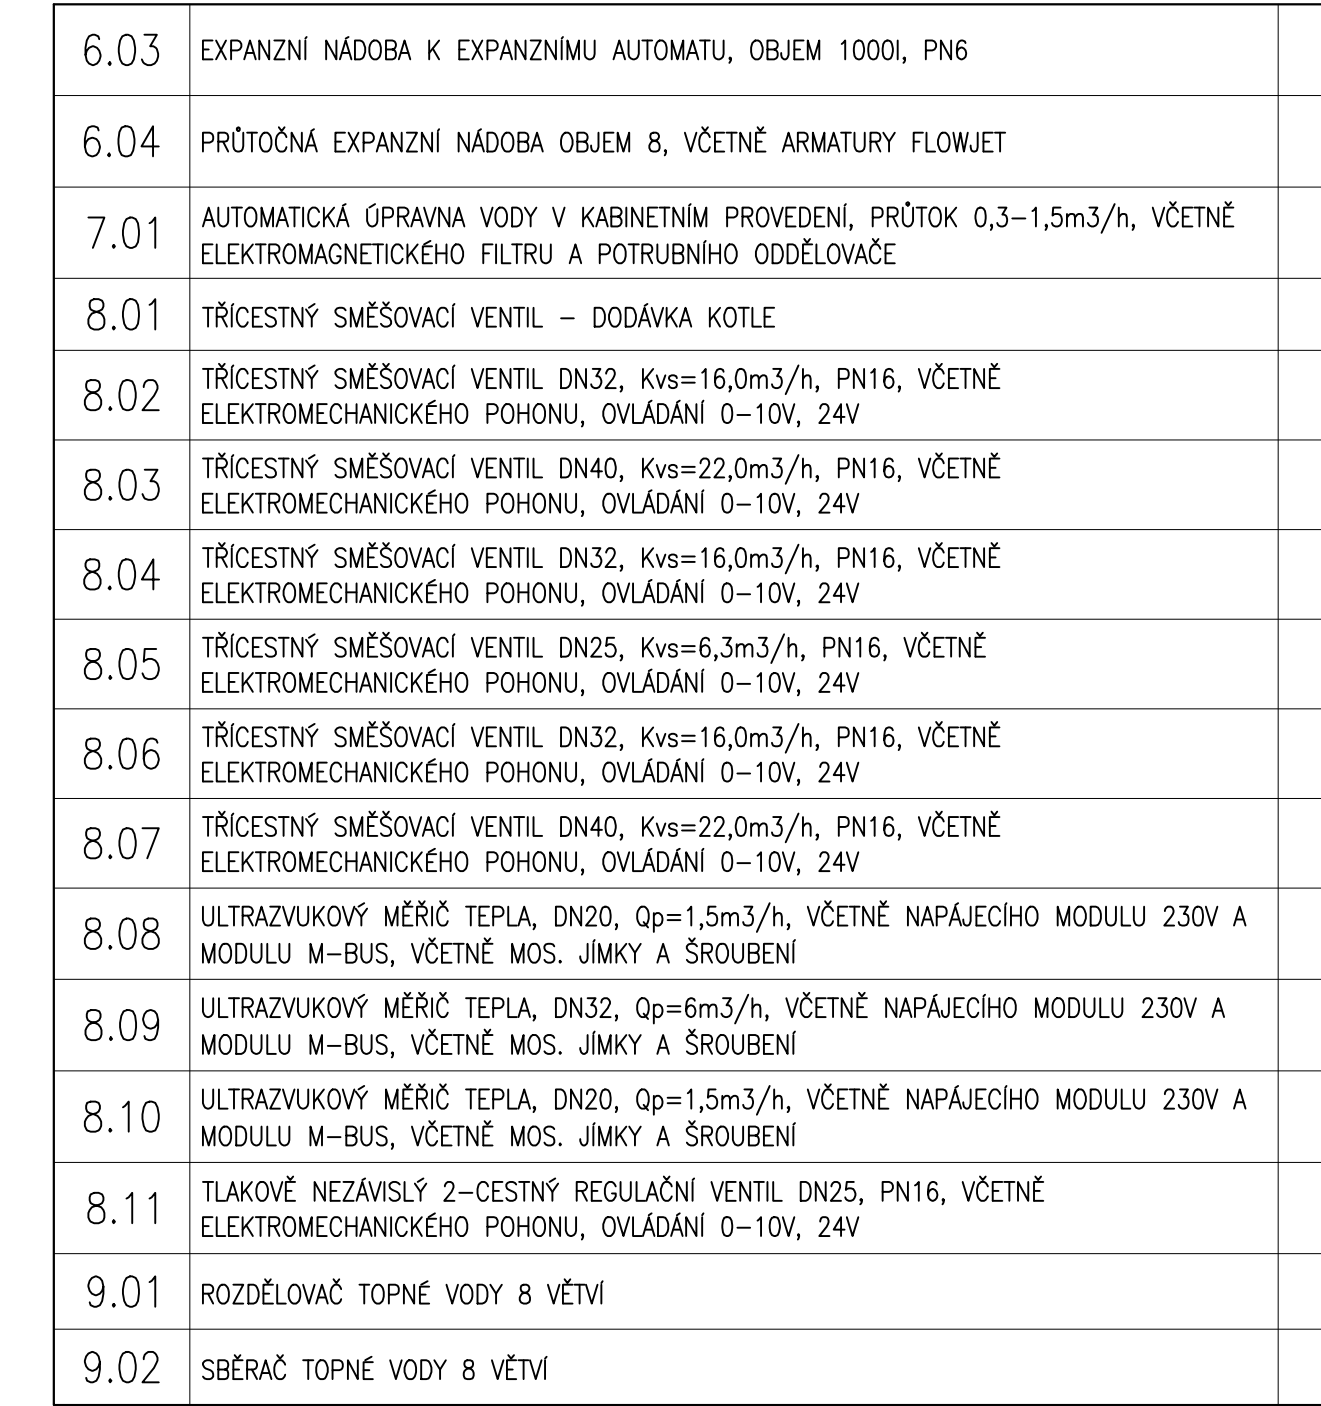 6.03 EXPANZNÍ NÁDOBA K EXPANZNÍMU AUTOMATU, OBJEM 1000l, PN6
6.04 PRŮTOČNÁ EXPANZNÍ NÁDOBA OBJEM 8, VČETNĚ ARMATURY FLOWJET
7.01 AUTOMATICKÁ ÚPRAVNA VODY V KABINETNÍM PROVEDENÍ, PRŮTOK 0,3–1,5m3/h, VČETNĚ
ELEKTROMAGNETICKÉHO FILTRU A POTRUBNÍHO ODDĚLOVAČE
8.01 TŘÍCESTNÝ SMĚŠOVACÍ VENTIL – DODÁVKA KOTLE
8.02 TŘÍCESTNÝ SMĚŠOVACÍ VENTIL DN32, Kvs=16,0m3/h, PN16, VČETNĚ
ELEKTROMECHANICKÉHO POHONU, OVLÁDÁNÍ 0–10V, 24V
8.03 TŘÍCESTNÝ SMĚŠOVACÍ VENTIL DN40, Kvs=22,0m3/h, PN16, VČETNĚ
ELEKTROMECHANICKÉHO POHONU, OVLÁDÁNÍ 0–10V, 24V
8.04 TŘÍCESTNÝ SMĚŠOVACÍ VENTIL DN32, Kvs=16,0m3/h, PN16, VČETNĚ
ELEKTROMECHANICKÉHO POHONU, OVLÁDÁNÍ 0–10V, 24V
8.05 TŘÍCESTNÝ SMĚŠOVACÍ VENTIL DN25, Kvs=6,3m3/h, PN16, VČETNĚ
ELEKTROMECHANICKÉHO POHONU, OVLÁDÁNÍ 0–10V, 24V
8.06 TŘÍCESTNÝ SMĚŠOVACÍ VENTIL DN32, Kvs=16,0m3/h, PN16, VČETNĚ
ELEKTROMECHANICKÉHO POHONU, OVLÁDÁNÍ 0–10V, 24V
8.07 TŘÍCESTNÝ SMĚŠOVACÍ VENTIL DN40, Kvs=22,0m3/h, PN16, VČETNĚ
ELEKTROMECHANICKÉHO POHONU, OVLÁDÁNÍ 0–10V, 24V
8.08 ULTRAZVUKOVÝ MĚŘIČ TEPLA, DN20, Qp=1,5m3/h, VČETNĚ NAPÁJECÍHO MODULU 230V A
MODULU M–BUS, VČETNĚ MOS. JÍMKY A ŠROUBENÍ
8.09 ULTRAZVUKOVÝ MĚŘIČ TEPLA, DN32, Qp=6m3/h, VČETNĚ NAPÁJECÍHO MODULU 230V A
MODULU M–BUS, VČETNĚ MOS. JÍMKY A ŠROUBENÍ
8.10 ULTRAZVUKOVÝ MĚŘIČ TEPLA, DN20, Qp=1,5m3/h, VČETNĚ NAPÁJECÍHO MODULU 230V A
MODULU M–BUS, VČETNĚ MOS. JÍMKY A ŠROUBENÍ
8.11 TLAKOVĚ NEZÁVISLÝ 2–CESTNÝ REGULAČNÍ VENTIL DN25, PN16, VČETNĚ
ELEKTROMECHANICKÉHO POHONU, OVLÁDÁNÍ 0–10V, 24V
9.01 ROZDĚLOVAČ TOPNÉ VODY 8 VĚTVÍ
9.02 SBĚRAČ TOPNÉ VODY 8 VĚTVÍ